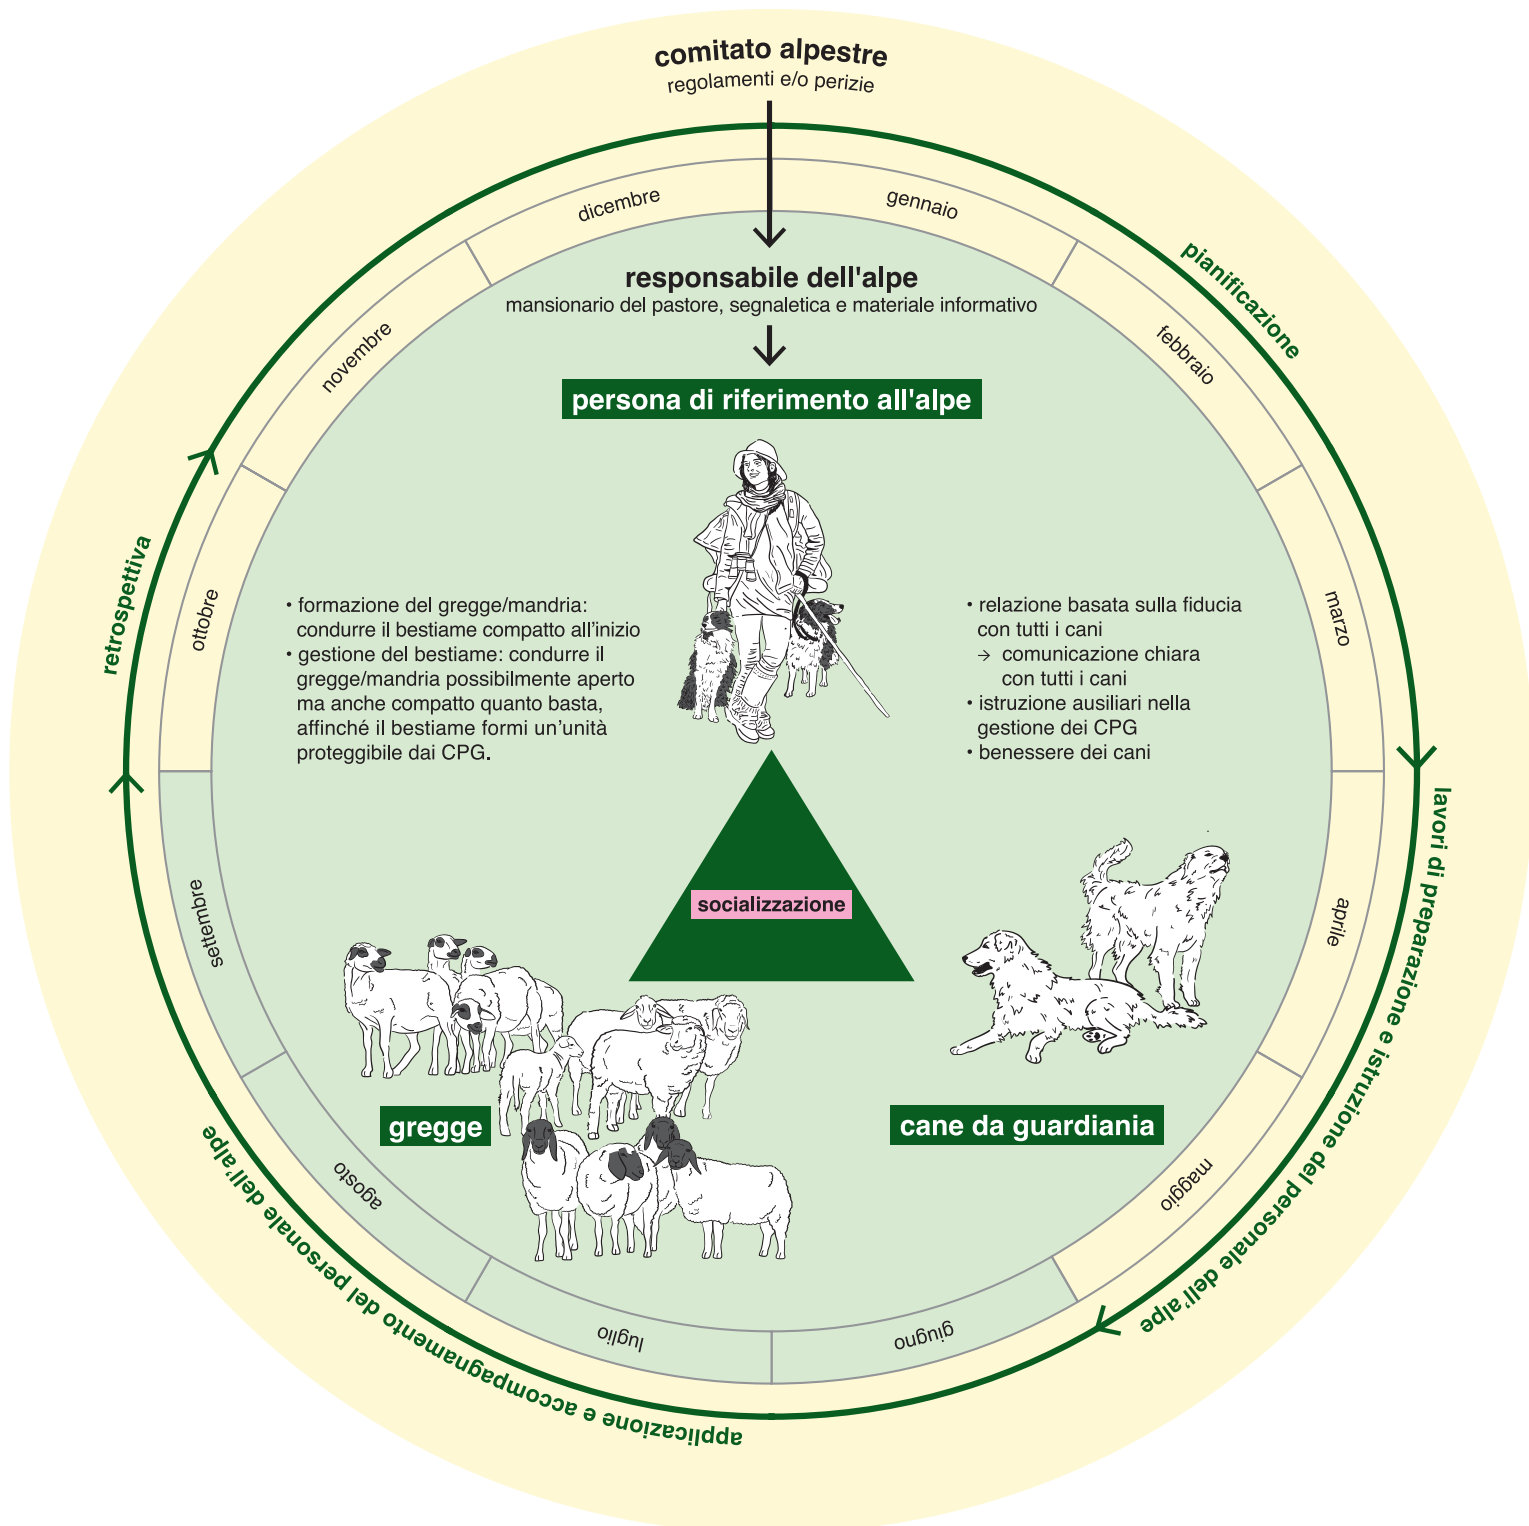 comitato alpestre
regolamenti e/o perizie
dicembre
gennaio
pianificazione
responsabile dell'alpe
mansionario del pastore, segnaletica e materiale informativo
novembre
febbraio
persona di riferimento all'alpe
retrospettiva
ottobre
marzo
• formazione del gregge/mandria:
condurre il bestiame compatto all’inizio
• gestione del bestiame: condurre il
gregge/mandria possibilmente aperto
ma anche compatto quanto basta,
affinché il bestiame formi un’unità
proteggibile dai CPG.
• relazione basata sulla fiducia
con tutti i cani
→ comunicazione chiara
con tutti i cani
• istruzione ausiliari nella
gestione dei CPG
• benessere dei cani
socializzazione
settembre
aprile
lavori di preparazione e istruzione del personale dell’alpe
gregge
cane da guardiania
agosto
maggio
luglio
giugno
applicazione e accompagnamento del personale dell’alpe